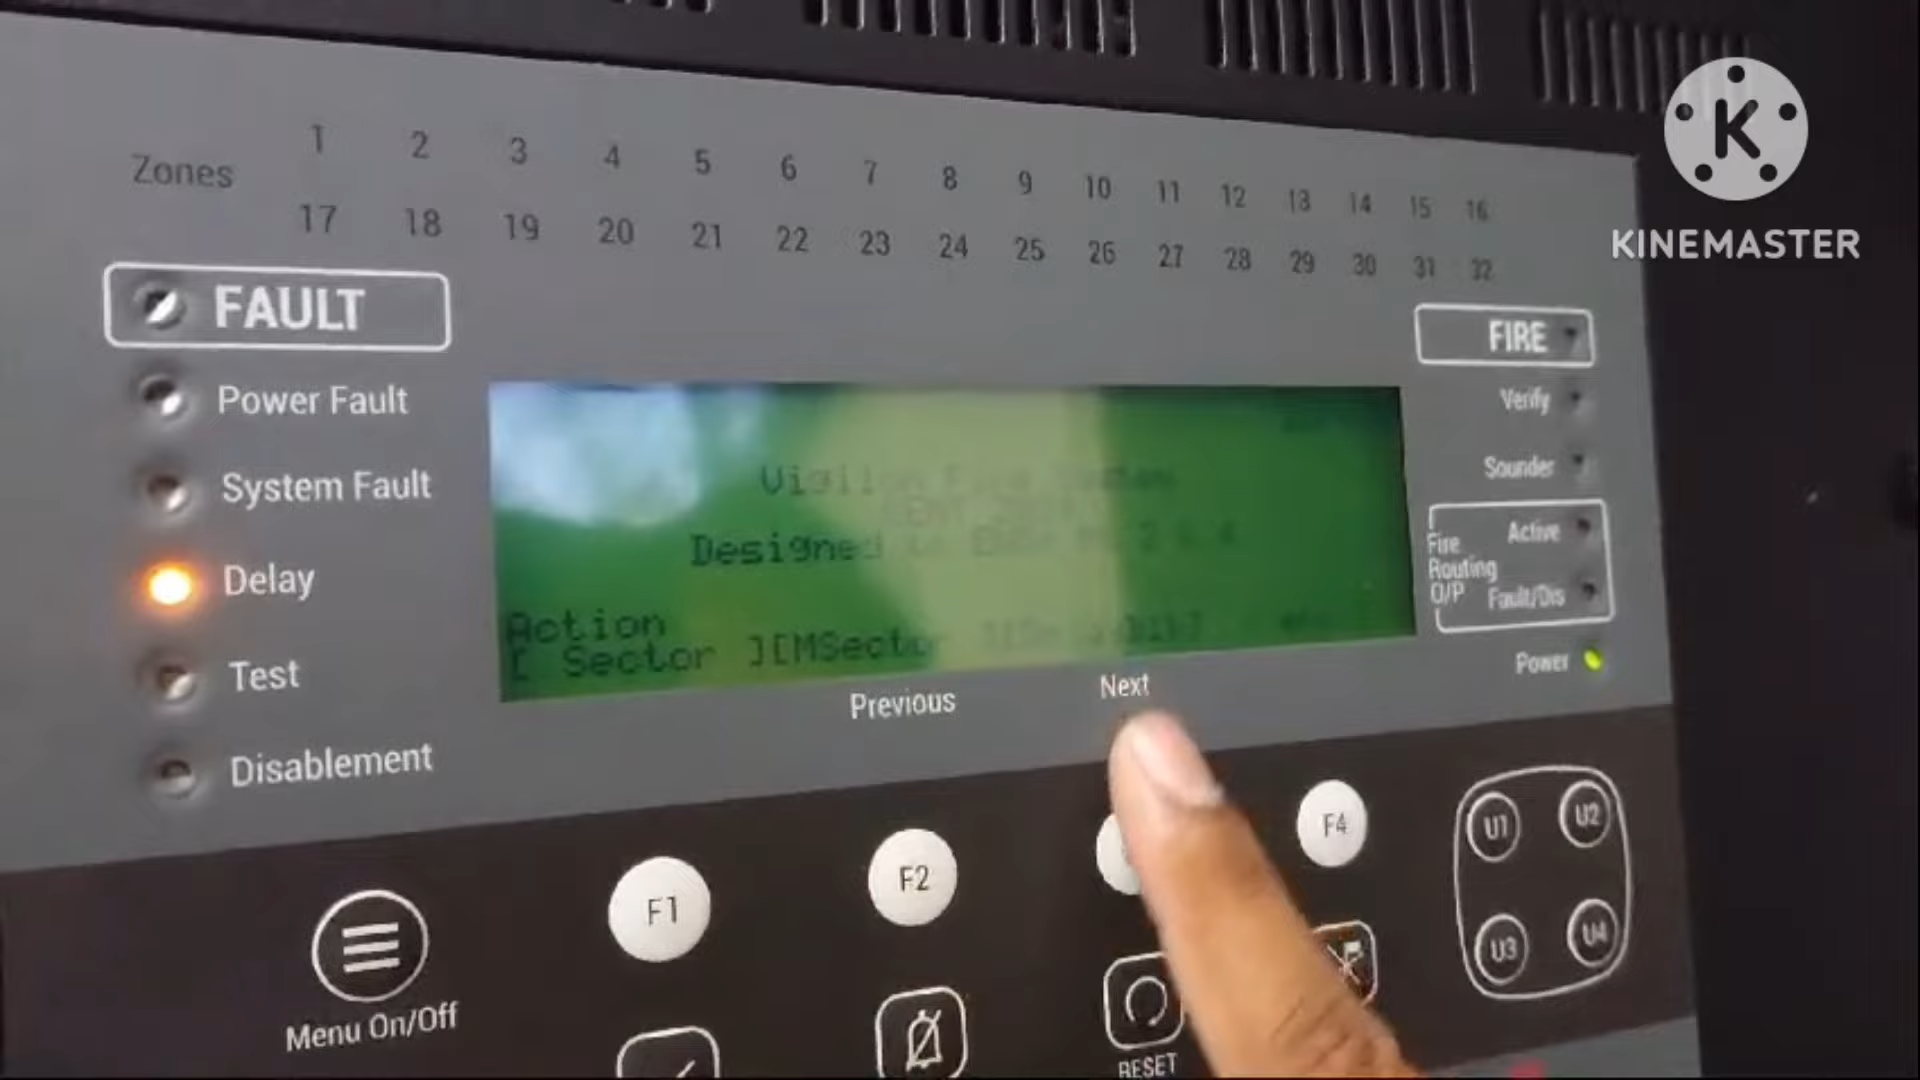 Zones
1 2 3 4 5 6 7 8 9 10 11 12 13 14 15 16
17 18 19 20 21 22 23 24 25 26 27 28 29 30 31 32
K
KINEMASTER
FAULT
Power Fault
System Fault
Delay
Test
Disablement
Vigilon Fire
Designed
Action
[ Sector ][MSector
Previous
Next
FIRE
Verify
Sounder
Active
Fire
Routing
O/P
Fault/Dis
Power
F1
F2
F4
U1
U2
U3
U4
Menu On/Off
RESET